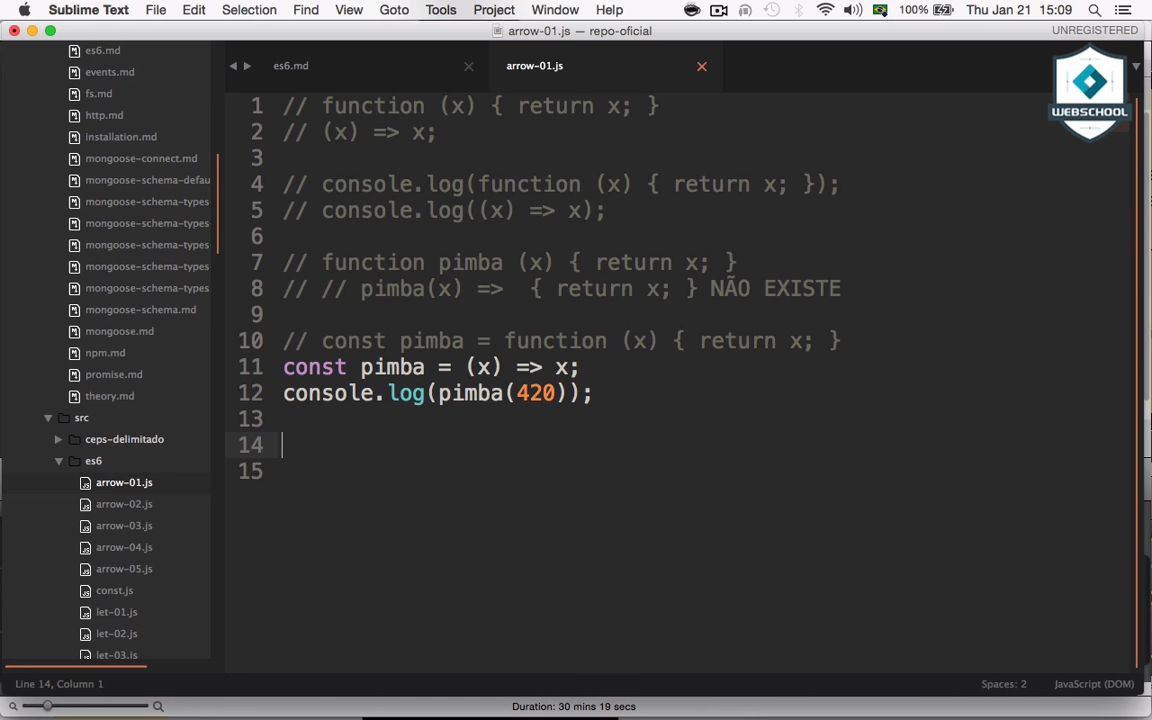 Sublime Text File Edit Selection Find View Goto Tools Project Window Help 100% Thu Jan 21 15:09
arrow-01.js — repo-oficial UNREGISTERED
es6.md
events.md
fs.md
http.md
installation.md
mongoose-connect.md
mongoose-schema-defau
mongoose-schema-types
mongoose-schema-types
mongoose-schema-types
mongoose-schema-types
mongoose-schema-types.
mongoose-schema.md
mongoose.md
npm.md
promise.md
theory.md
src
ceps-delimitado
es6
arrow-01.js
arrow-02.js
arrow-03.js
arrow-04.js
arrow-05.js
const.js
let-01.js
let-02.js
let-03.js
es6.md arrow-01.js
WEBSCHOOL
1 // function (x) { return x; }
2 // (x) => x;
3
4 // console.log(function (x) { return x; });
5 // console.log((x) => x);
6
7 // function pimba (x) { return x; }
8 // // pimba(x) =>  { return x; } NÃO EXISTE
9
10 // const pimba = function (x) { return x; }
11 const pimba = (x) => x;
12 console.log(pimba(420));
13
14
15
Line 14, Column 1 Spaces: 2 JavaScript (DOM)
Duration: 30 mins 19 secs